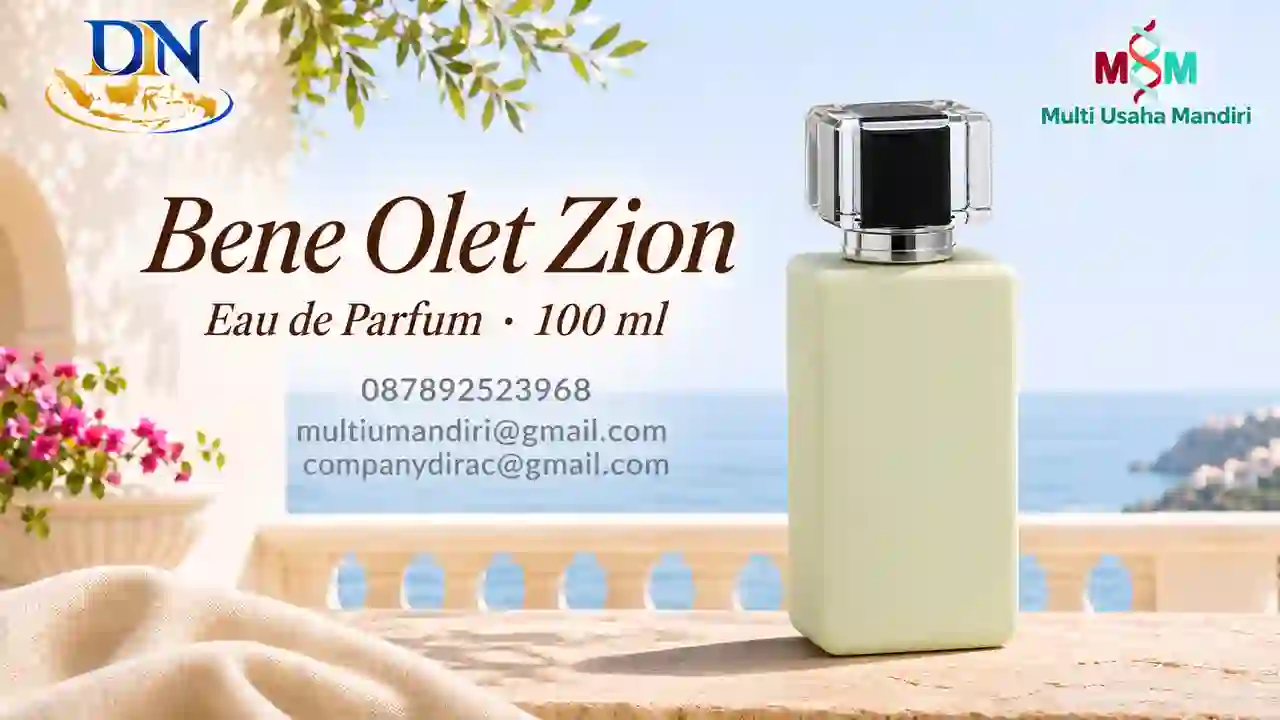 DN
MSM
Multi Usaha Mandiri
Bene Olet Zion
Eau de Parfum · 100 ml
087892523968
multiumandiri@gmail.com
companydirac@gmail.com